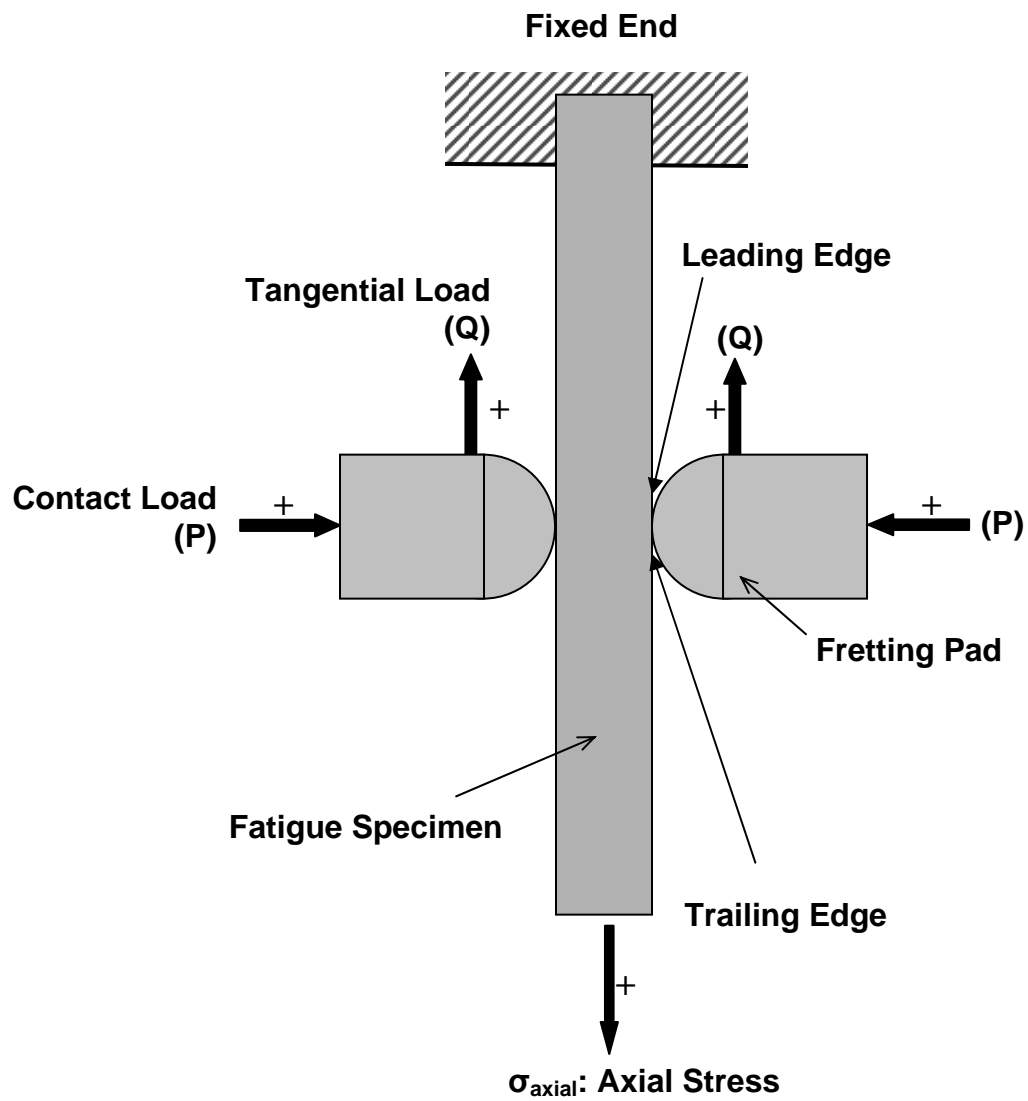 Fixed End
Leading Edge
Tangential Load
(Q)
(Q)
+
+
Contact Load
(P)
+
+
(P)
Fretting Pad
Fatigue Specimen
Trailing Edge
+
σaxial: Axial Stress